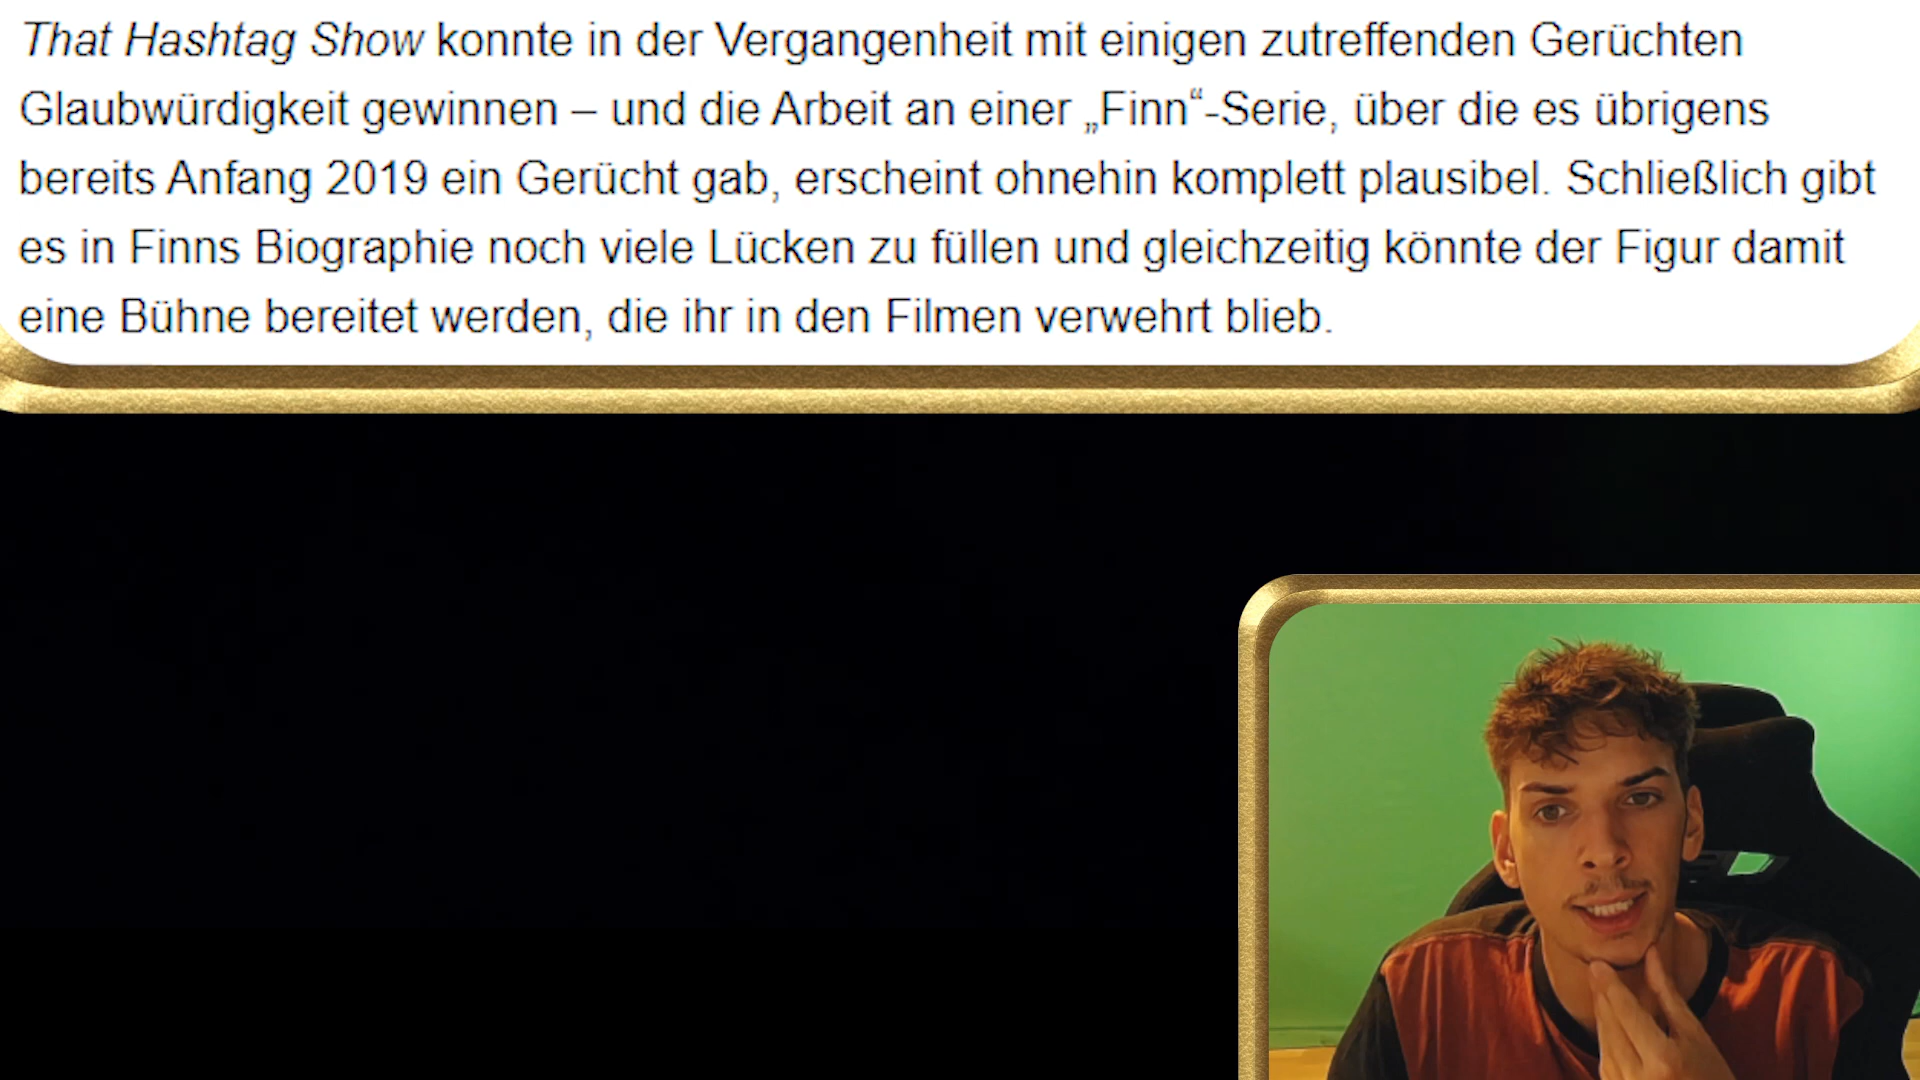 That Hashtag Show konnte in der Vergangenheit mit einigen zutreffenden Gerüchten
Glaubwürdigkeit gewinnen – und die Arbeit an einer „Finn“-Serie, über die es übrigens
bereits Anfang 2019 ein Gerücht gab, erscheint ohnehin komplett plausibel. Schließlich gibt
es in Finns Biographie noch viele Lücken zu füllen und gleichzeitig könnte der Figur damit
eine Bühne bereitet werden, die ihr in den Filmen verwehrt blieb.